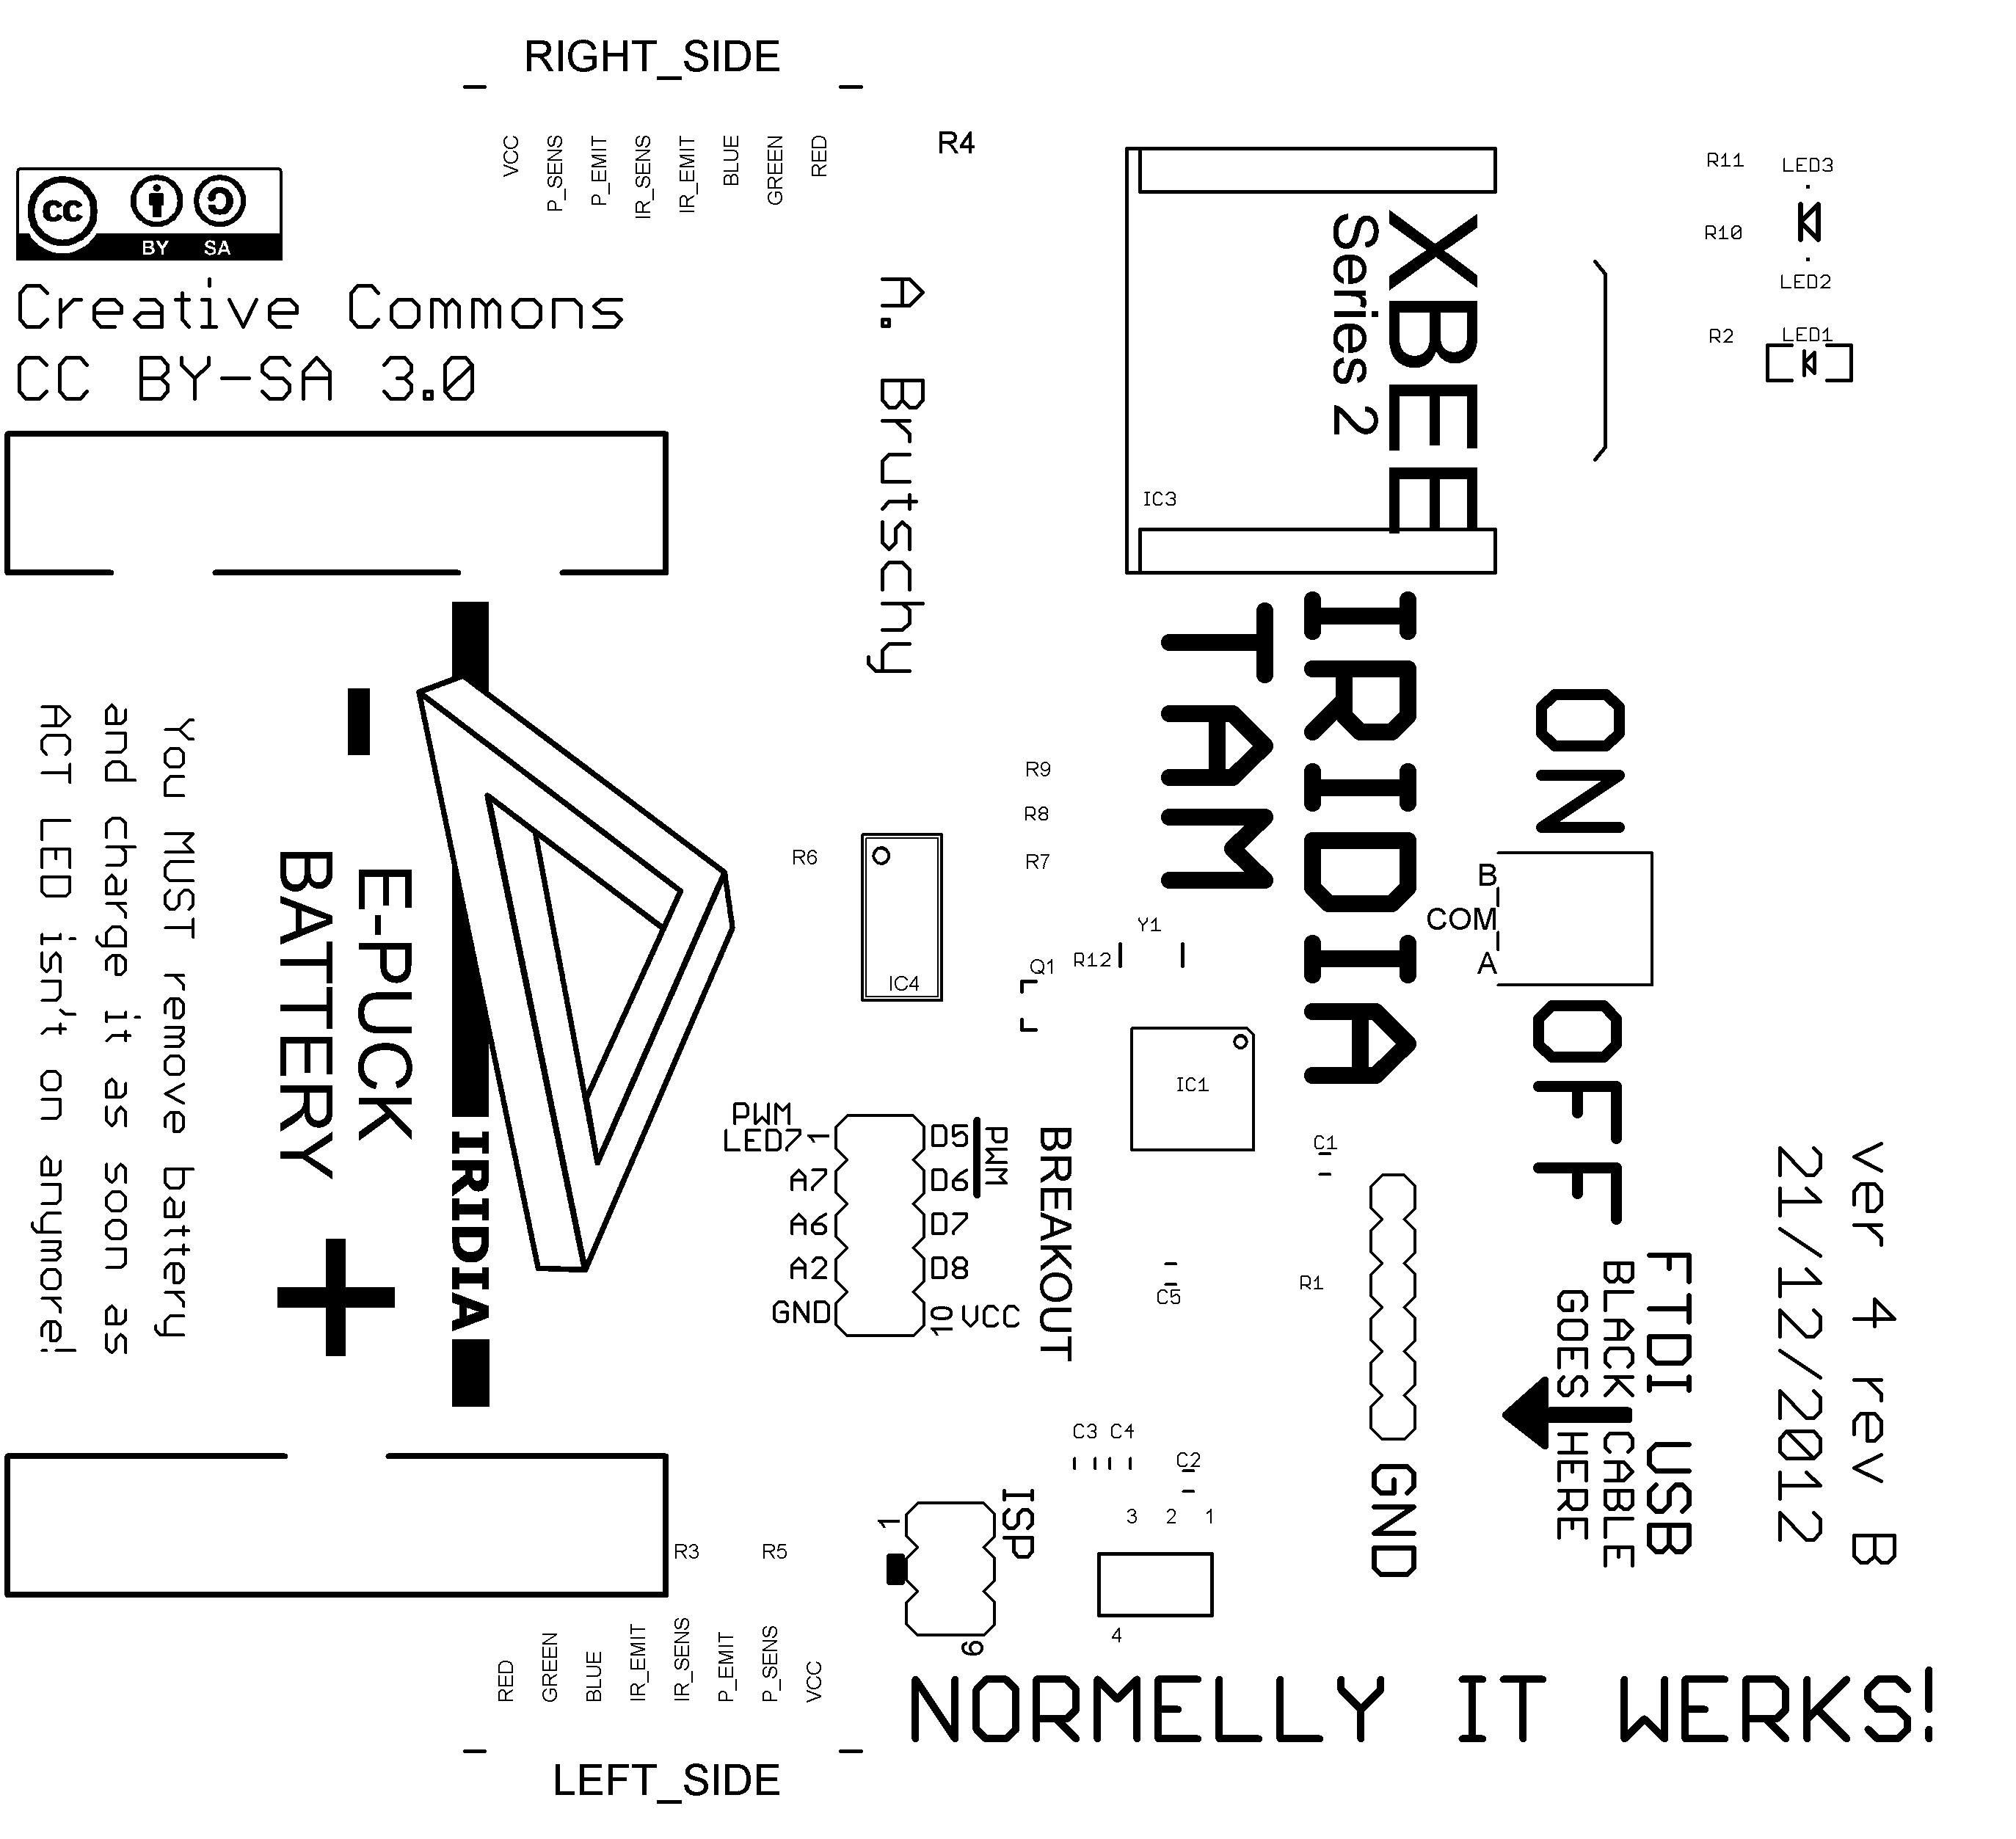 RIGHT_SIDE
VCC
P_SENS
P_EMIT
IR_SENS
IR_EMIT
BLUE
GREEN
RED
R4
cc
BY SA
Creative Commons
CC BY-SA 3.0
A. Brutschy
XBEE
Series 2
IC3
R11
LED3
R10
LED2
R2
LED1
IRIDIA
TAM
ON
OFF
B
COM
A
You MUST remove battery
and charge it as soon as
ACT LED isn't on anymore!
-
E-PUCK
BATTERY
+
IRIDIA
R9
R8
R7
R6
IC4
Y1
R12
Q1
IC1
C1
PWM
LED7
1
A7
A6
A2
GND
D5
D6
D7
D8
10
VCC
PWM
BREAKOUT
C5
R1
GND
FTDI USB
BLACK CABLE
GOES HERE
ver 4 rev B
21/12/2012
C3 C4
C2
3 2 1
4
ISP
1
6
R3
R5
RED
GREEN
BLUE
IR_EMIT
IR_SENS
P_EMIT
P_SENS
VCC
LEFT_SIDE
NORMELLY IT WERKS!